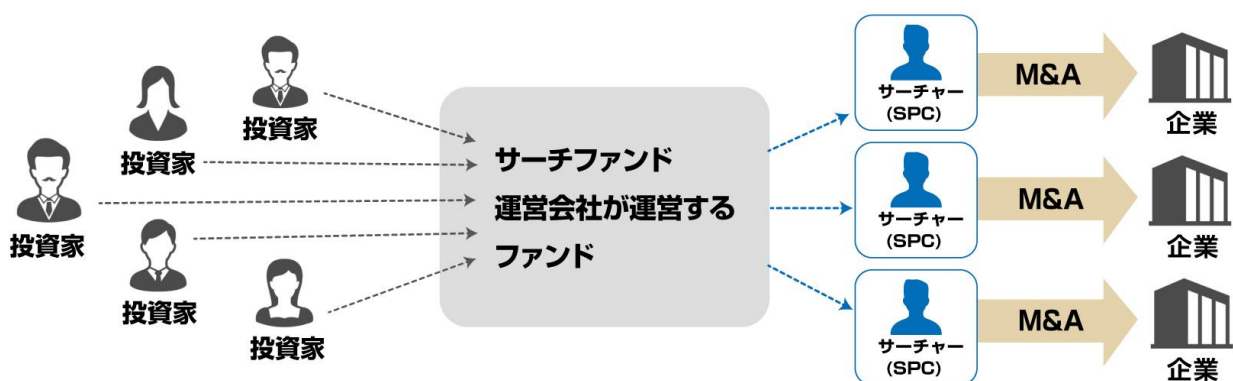 投資家
投資家
投資家
投資家
投資家
サーチファンド
運営会社が運営する
ファンド
サーチャー
(SPC)
M&A
企業
サーチャー
(SPC)
M&A
企業
サーチャー
(SPC)
M&A
企業